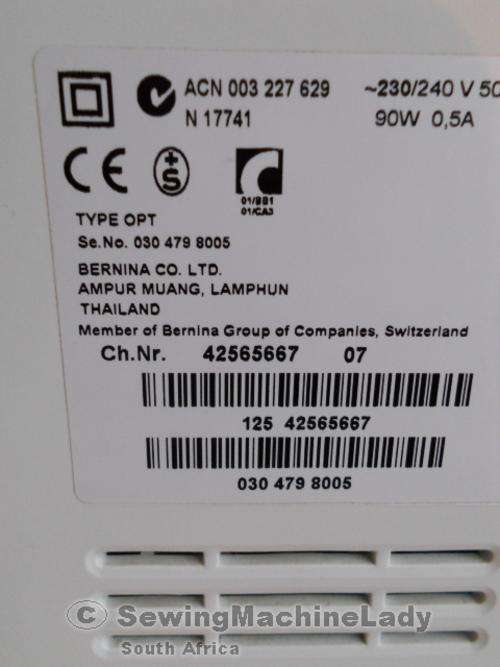 ACN 003 227 629 ~230/240 V 50
N 17741 90W 0,5A
CE +S
01/BB1
01/CA3
TYPE OPT
Se.No. 030 479 8005
BERNINA CO. LTD.
AMPUR MUANG, LAMPHUN
THAILAND
Member of Bernina Group of Companies, Switzerland
Ch.Nr. 42565667 07
125 42565667
030 479 8005
© SewingMachineLady
South Africa